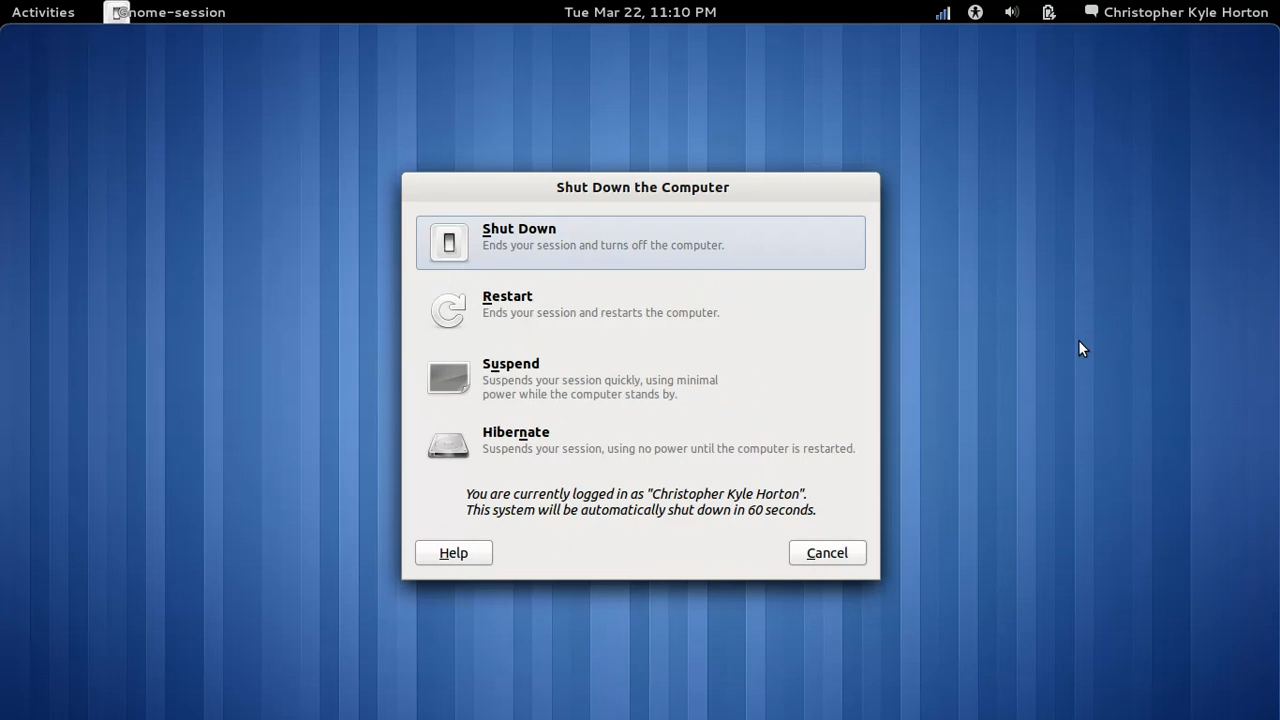 Activities
Gnome-session
Tue Mar 22, 11:10 PM
Christopher Kyle Horton
Shut Down the Computer
Shut Down
Ends your session and turns off the computer.
Restart
Ends your session and restarts the computer.
Suspend
Suspends your session quickly, using minimal
power while the computer stands by.
Hibernate
Suspends your session, using no power until the computer is restarted.
You are currently logged in as "Christopher Kyle Horton".
This system will be automatically shut down in 60 seconds.
Help
Cancel